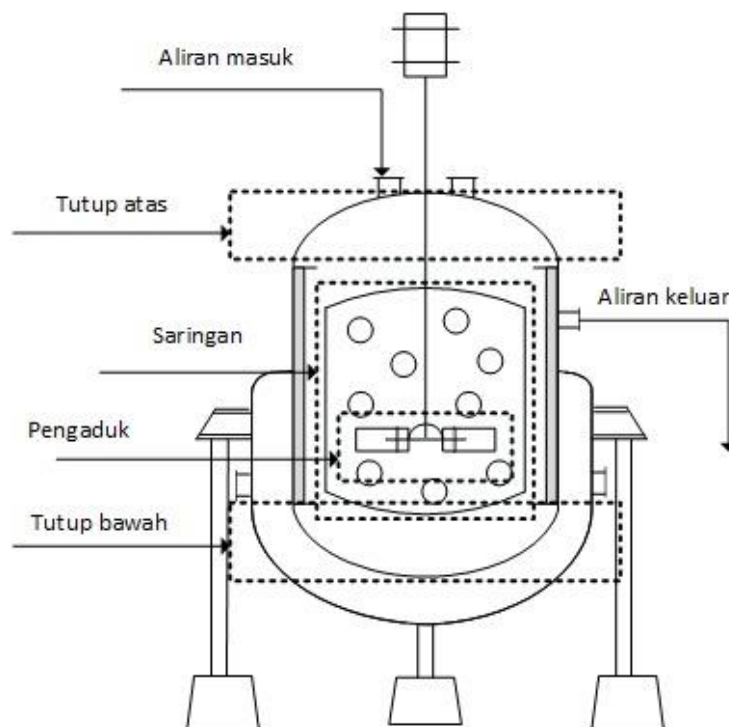 Aliran masuk
Tutup atas
Aliran keluar
Saringan
Pengaduk
Tutup bawah